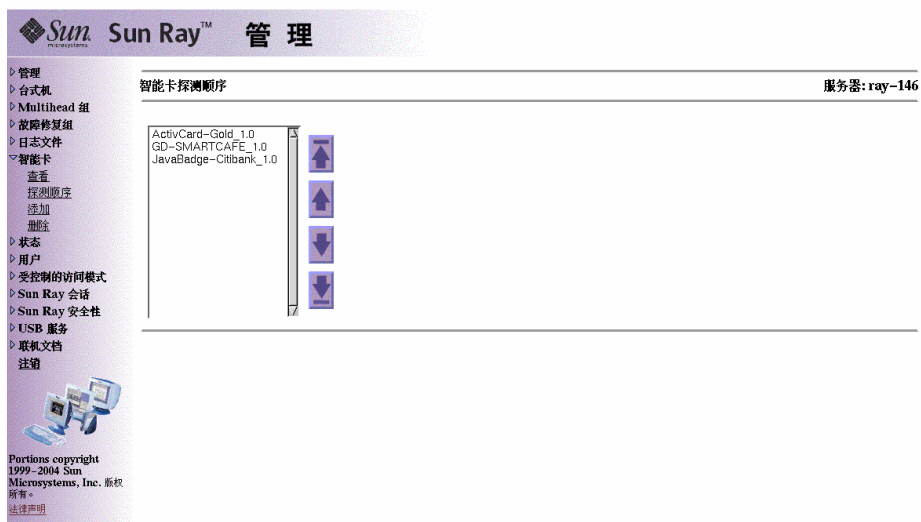 Sun
microsystems
Sun Ray™ 管 理
管理
台式机
Multihead 组
故障修复组
日志文件
智能卡
查看
探测顺序
添加
删除
状态
用户
受控制的访问模式
Sun Ray 会话
Sun Ray 安全性
USB 服务
联机文档
注销
Portions copyright
1999-2004 Sun
Microsystems, Inc. 版权
所有。
法律声明
智能卡探测顺序
服务器: ray-146
ActivCard-Gold_1.0
GD-SMARTCAFE_1.0
JavaBadge-Citibank_1.0